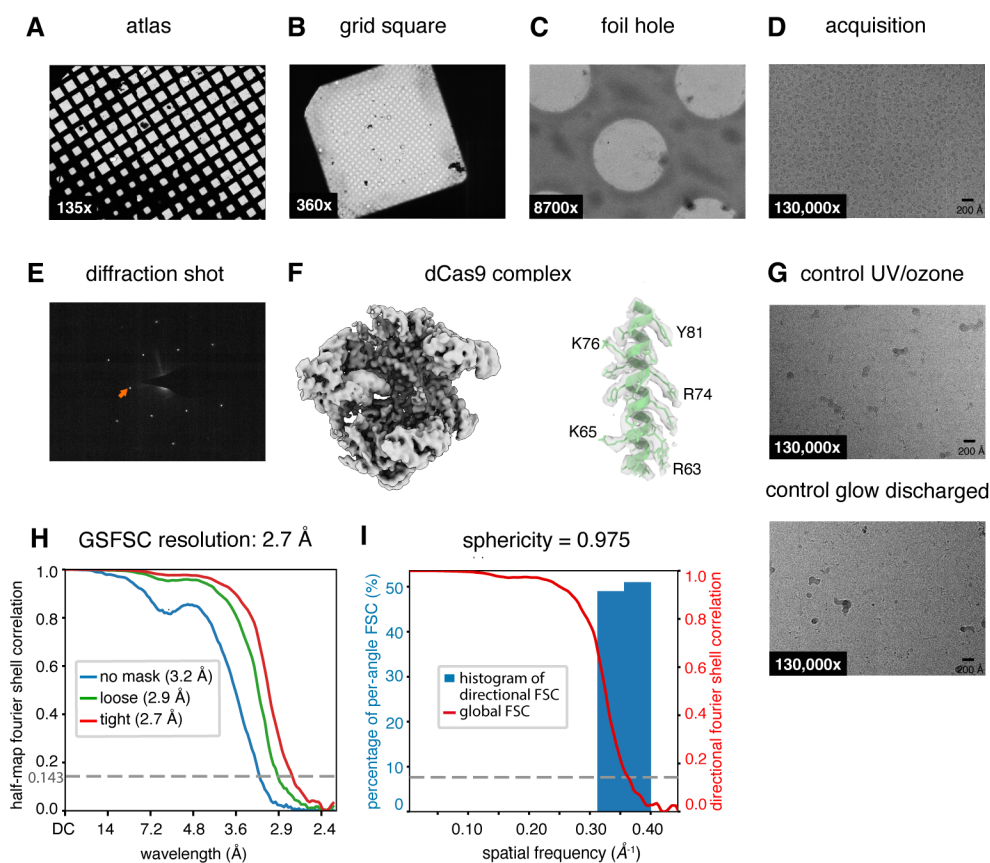 A atlas
B grid square
C foil hole
D acquisition
135x
360x
8700x
130,000x
200 Å
E diffraction shot
F dCas9 complex
Y81
K76
R74
K65
R63
G control UV/ozone
130,000x
200 Å
control glow discharged
130,000x
200 Å
H GSFSC resolution: 2.7 Å
half-map fourier shell correlation
1.0
0.8
0.6
0.4
0.2
0.143
0.0
no mask (3.2 Å)
loose (2.9 Å)
tight (2.7 Å)
DC 14 7.2 4.8 3.6 2.9 2.4
wavelength (Å)
I sphericity = 0.975
percentage of per-angle FSC (%)
50
40
30
20
10
0
histogram of
directional FSC
global FSC
1.0
0.8
0.6
0.4
0.2
0.0
directional fourier shell correlation
0.10 0.20 0.30 0.40
spatial frequency (Å⁻¹)